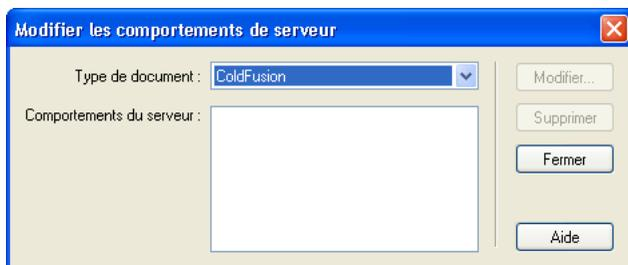 Modifier les comportements de serveur
Type de document : ColdFusion
Modifier...
Comportements du serveur :
Supprimer
Fermer
Aide